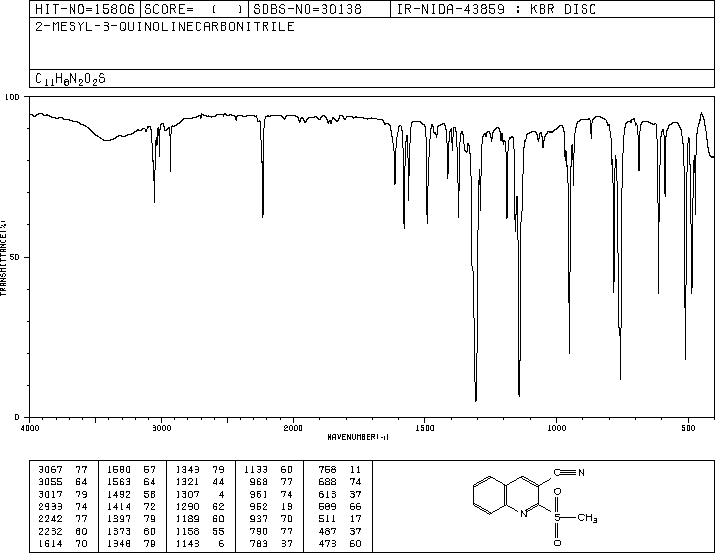 HIT-NO=15806 SCORE= ( ) SDBS-NO=30138 IR-NIDA-43859 : KBR DISC
2-MESYL-3-QUINOLINECARBONITRILE
C11H8N2O2S
100
50
0
TRANSMITTANCE(%)
4000 3000 2000 1500 1000 500
WAVENUMBER(-1)
3067 77 1580 57 1343 79 1133 60 758 11
3055 64 1563 64 1321 44 968 77 688 74
3017 79 1492 58 1307 4 961 74 613 37
2933 74 1414 72 1290 62 952 19 589 66
2242 77 1397 79 1189 60 937 70 511 17
2232 60 1373 60 1158 55 790 77 487 37
1614 70 1348 79 1143 6 783 37 473 60
C≡N
O
N S CH3
O